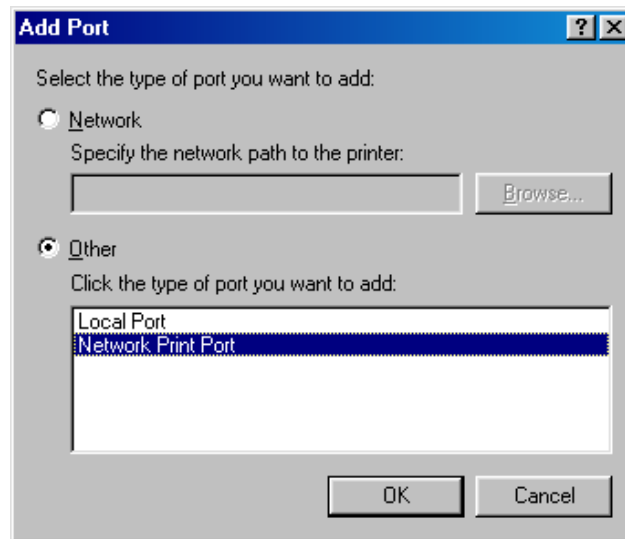 Add Port
Select the type of port you want to add:
Network
Specify the network path to the printer:
Browse...
Other
Click the type of port you want to add:
Local Port
Network Print Port
OK Cancel